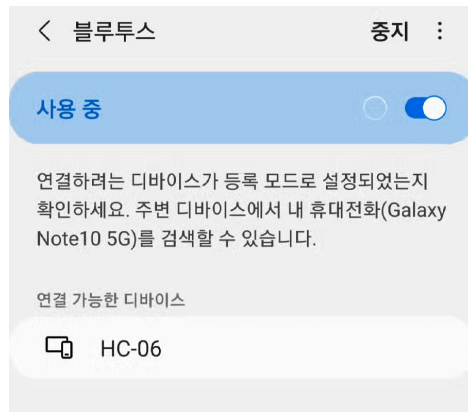 블루투스 중지
사용 중
연결하려는 디바이스가 등록 모드로 설정되었는지
확인하세요. 주변 디바이스에서 내 휴대전화(Galaxy
Note10 5G)를 검색할 수 있습니다.
연결 가능한 디바이스
HC-06